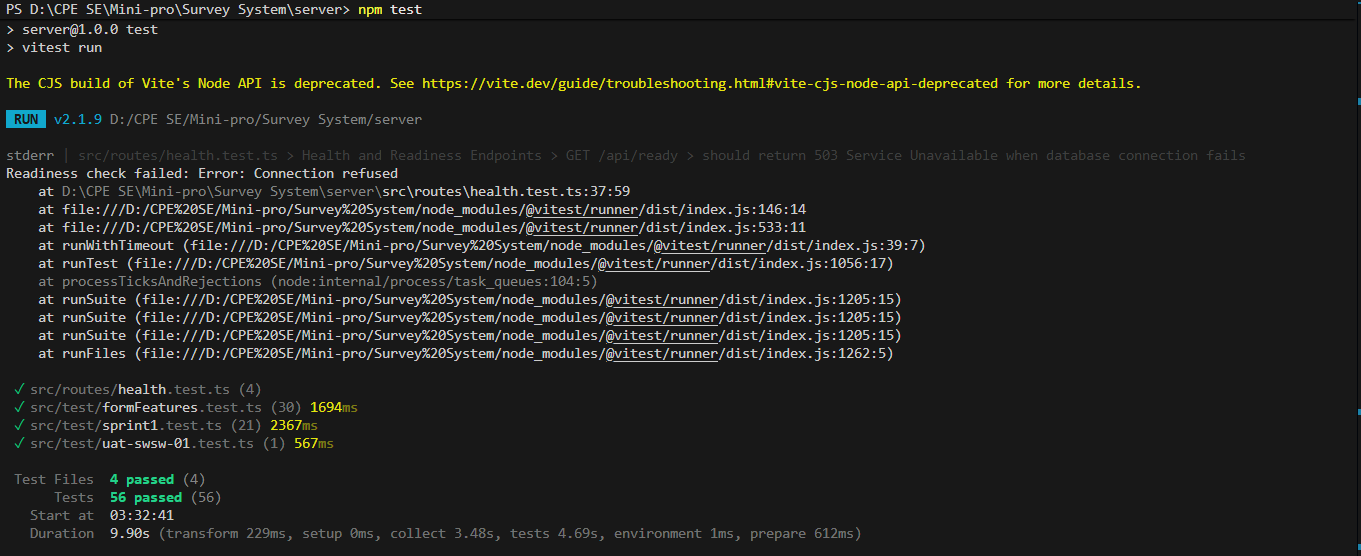 PS D:\CPE SE\Mini-pro\Survey System\server> npm test
> server@1.0.0 test
> vitest run
The CJS build of Vite's Node API is deprecated. See https://vite.dev/guide/troubleshooting.html#vite-cjs-node-api-deprecated for more details.
RUN v2.1.9 D:/CPE SE/Mini-pro/Survey System/server
stderr | src/routes/health.test.ts > Health and Readiness Endpoints > GET /api/ready > should return 503 Service Unavailable when database connection fails
Readiness check failed: Error: Connection refused
at D:\CPE SE\Mini-pro\Survey System\server\src\routes\health.test.ts:37:59
at file:///D:/CPE%20SE/Mini-pro/Survey%20System/node_modules/@vitest/runner/dist/index.js:146:14
at file:///D:/CPE%20SE/Mini-pro/Survey%20System/node_modules/@vitest/runner/dist/index.js:533:11
at runWithTimeout (file:///D:/CPE%20SE/Mini-pro/Survey%20System/node_modules/@vitest/runner/dist/index.js:39:7)
at runTest (file:///D:/CPE%20SE/Mini-pro/Survey%20System/node_modules/@vitest/runner/dist/index.js:1056:17)
at processTicksAndRejections (node:internal/process/task_queues:104:5)
at runSuite (file:///D:/CPE%20SE/Mini-pro/Survey%20System/node_modules/@vitest/runner/dist/index.js:1205:15)
at runSuite (file:///D:/CPE%20SE/Mini-pro/Survey%20System/node_modules/@vitest/runner/dist/index.js:1205:15)
at runSuite (file:///D:/CPE%20SE/Mini-pro/Survey%20System/node_modules/@vitest/runner/dist/index.js:1205:15)
at runFiles (file:///D:/CPE%20SE/Mini-pro/Survey%20System/node_modules/@vitest/runner/dist/index.js:1262:5)
✓ src/routes/health.test.ts (4)
✓ src/test/formFeatures.test.ts (30) 1694ms
✓ src/test/sprint1.test.ts (21) 2367ms
✓ src/test/uat-swsw-01.test.ts (1) 567ms
Test Files 4 passed (4)
Tests 56 passed (56)
Start at 03:32:41
Duration 9.90s (transform 229ms, setup 0ms, collect 3.48s, tests 4.69s, environment 1ms, prepare 612ms)